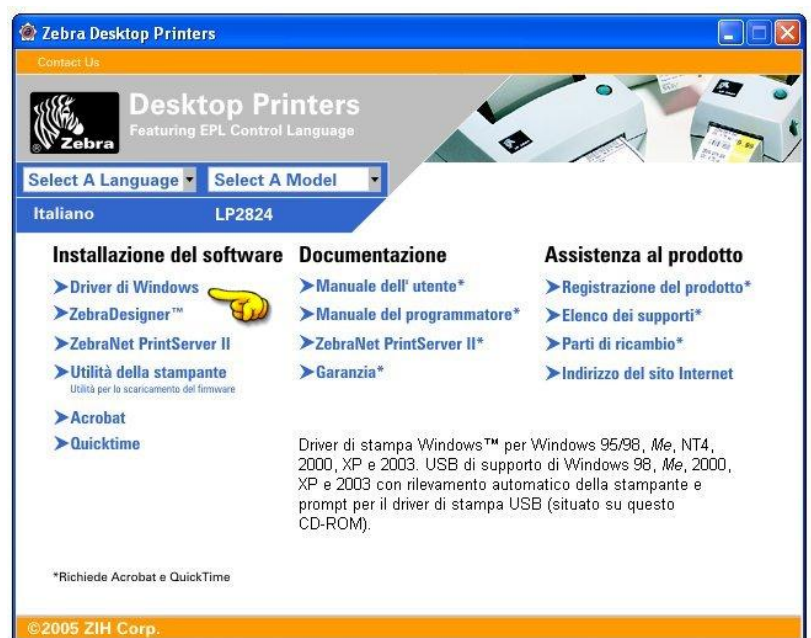 Zebra Desktop Printers
Contact Us
Zebra
Desktop Printers
Featuring EPL Control Language
Select A Language
Select A Model
Italiano
LP2824
Installazione del software
Driver di Windows
ZebraDesigner™
ZebraNet PrintServer II
Utilità della stampante
Utilità per lo scaricamento del firmware
Acrobat
Quicktime
Documentazione
Manuale dell' utente*
Manuale del programmatore*
ZebraNet PrintServer II*
Garanzia*
Assistenza al prodotto
Registrazione del prodotto*
Elenco dei supporti*
Parti di ricambio*
Indirizzo del sito Internet
Driver di stampa Windows™ per Windows 95/98, Me, NT4,
2000, XP e 2003. USB di supporto di Windows 98, Me, 2000,
XP e 2003 con rilevamento automatico della stampante e
prompt per il driver di stampa USB (situato su questo
CD-ROM).
*Richiede Acrobat e QuickTime
©2005 ZIH Corp.